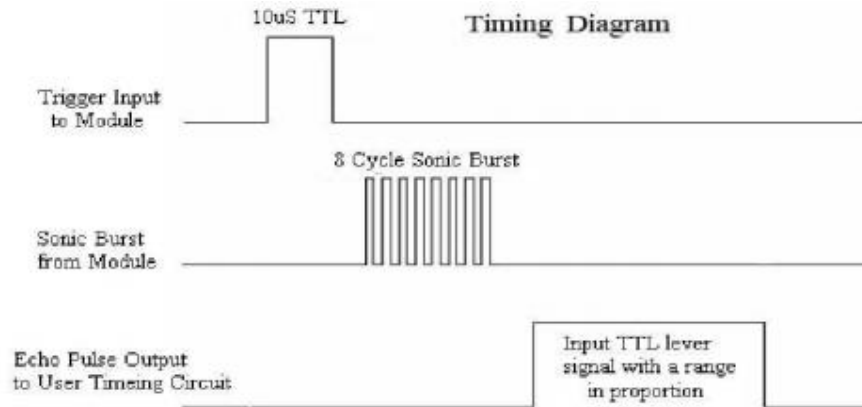 10uS TTL
Timing Diagram
Trigger Input
to Module
8 Cycle Sonic Burst
Sonic Burst
from Module
Echo Pulse Output
to User Timeing Circuit
Input TTL lever
signal with a range
in proportion